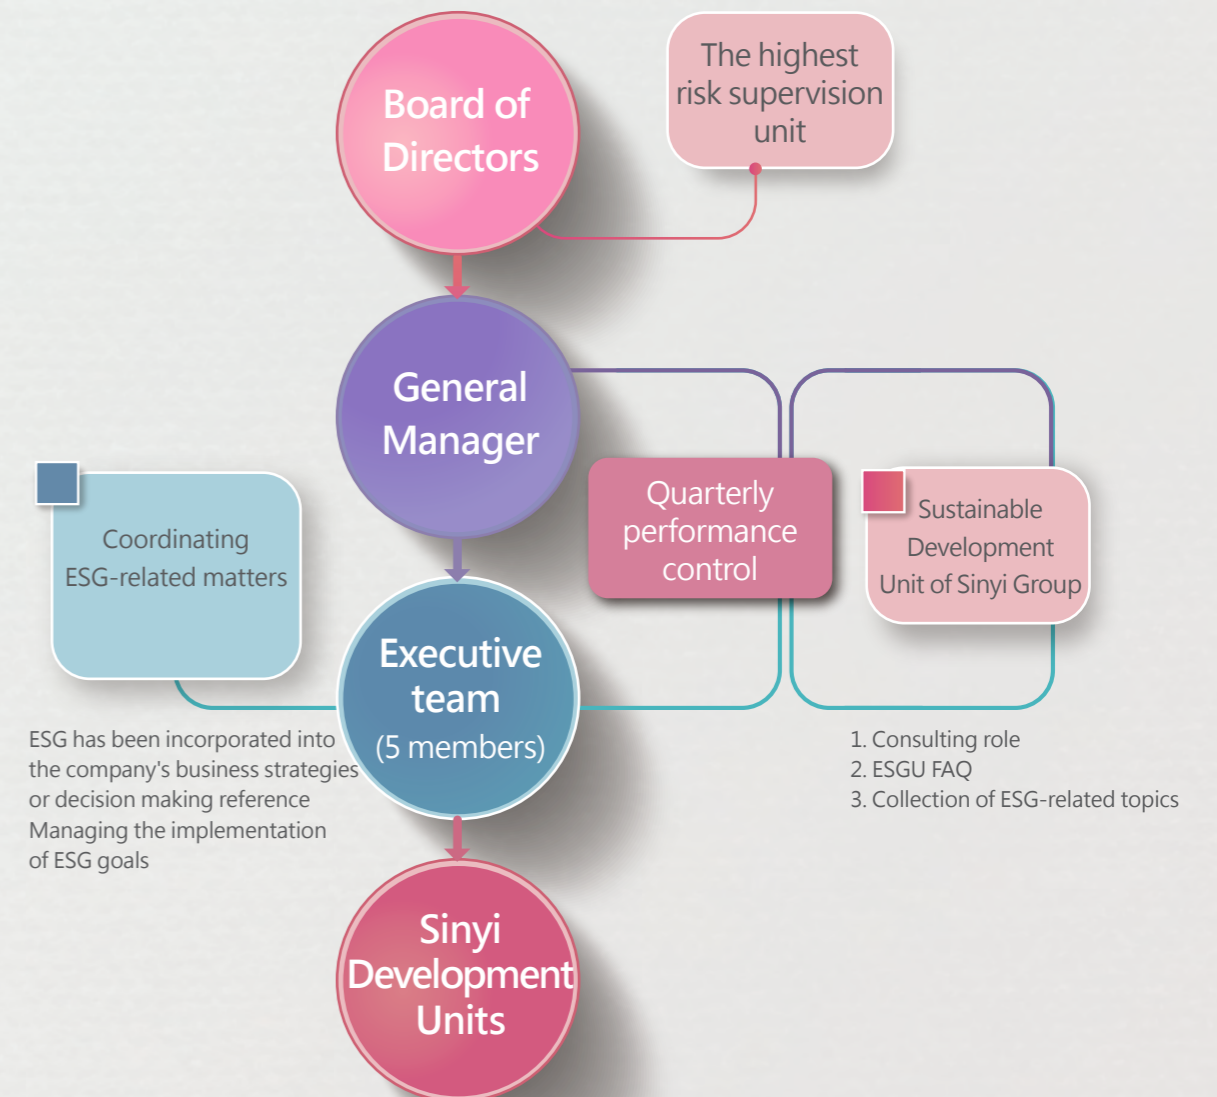 Board of
Directors
The highest
risk supervision
unit
General
Manager
Coordinating
ESG-related matters
Quarterly
performance
control
Sustainable
Development
Unit of Sinyi Group
Executive
team
(5 members)
ESG has been incorporated into
the company's business strategies
or decision making reference
Managing the implementation
of ESG goals
1. Consulting role
2. ESGU FAQ
3. Collection of ESG-related topics
Sinyi
Development
Units